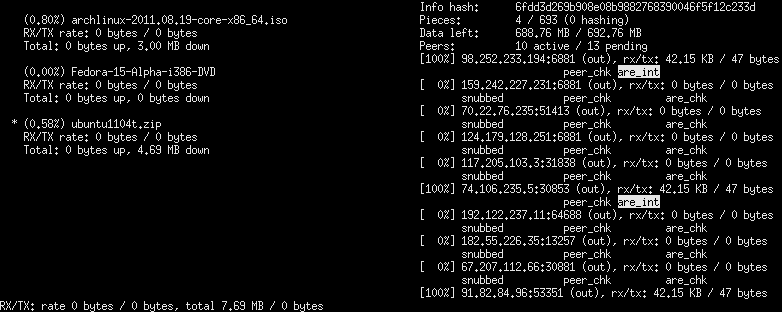 (0.80%) archlinux-2011.08.19-core-x86_64.iso
RX/TX rate: 0 bytes / 0 bytes
Total: 0 bytes up, 3.00 MB down
(0.00%) Fedora-15-Alpha-i386-DVD
RX/TX rate: 0 bytes / 0 bytes
Total: 0 bytes up, 0 bytes down
* (0.58%) ubuntu1104t.zip
RX/TX rate: 0 bytes / 0 bytes
Total: 0 bytes up, 4.69 MB down
RX/TX: rate 0 bytes / 0 bytes, total 7.69 MB / 0 bytes
Info hash: 6fdd3d269b908e08b9882768390046f5f12c233d
Pieces: 4 / 693 (0 hashing)
Data left: 688.76 MB / 692.76 MB
Peers: 10 active / 13 pending
[100%] 98.252.233.194:6881 (out), rx/tx: 42.15 KB / 47 bytes
peer_chk are_int
[ 0%] 159.242.227.231:6881 (out), rx/tx: 0 bytes / 0 bytes
snubbed peer_chk are_chk
[ 0%] 70.22.76.235:51413 (out), rx/tx: 0 bytes / 0 bytes
snubbed peer_chk are_chk
[ 0%] 124.179.128.251:6881 (out), rx/tx: 0 bytes / 0 bytes
snubbed peer_chk are_chk
[ 0%] 117.205.103.3:31838 (out), rx/tx: 0 bytes / 0 bytes
snubbed peer_chk are_chk
[100%] 74.106.235.5:30853 (out), rx/tx: 42.15 KB / 47 bytes
peer_chk are_int
[ 0%] 192.122.237.11:64688 (out), rx/tx: 0 bytes / 0 bytes
snubbed peer_chk are_chk
[ 0%] 182.55.226.35:13257 (out), rx/tx: 0 bytes / 0 bytes
snubbed peer_chk are_chk
[ 0%] 67.207.112.66:30881 (out), rx/tx: 0 bytes / 0 bytes
snubbed peer_chk are_chk
[100%] 91.82.84.96:53351 (out), rx/tx: 42.15 KB / 47 bytes